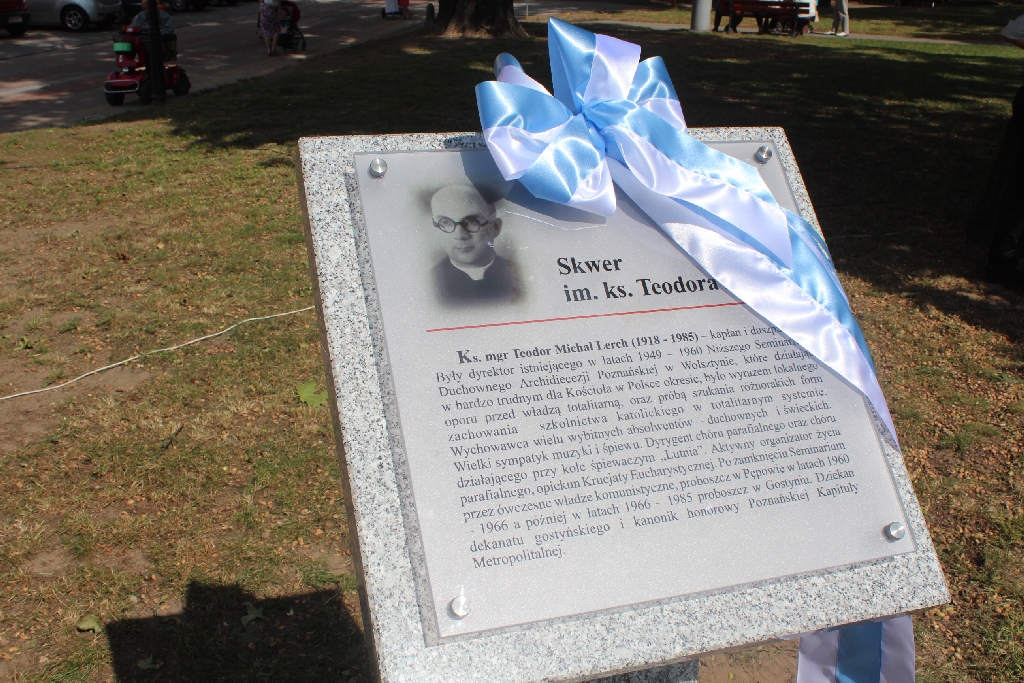 Skwer
im. ks. Teodora
Ks. mgr Teodor Michał Lerch (1918 - 1985) – kapłan i duszp
Były dyrektor istniejącego w latach 1949 - 1960 Niższego Seminarium
Duchownego Archidiecezji Poznańskiej w Wolsztynie, które działając
w bardzo trudnym dla Kościoła w Polsce okresie, było wyrazem lokalnego
oporu przed władzą totalitarną, oraz próbą szukania różnorakich form
zachowania szkolnictwa katolickiego w totalitarnym systemie.
Wychowawca wielu wybitnych absolwentów - duchownych i świeckich.
Wielki sympatyk muzyki i śpiewu. Dyrygent chóru parafialnego oraz chóru
działającego przy kole śpiewaczym „Lutnia”. Aktywny organizator życia
parafialnego, opiekun Krucjaty Eucharystycznej. Po zamknięciu Seminarium
przez ówczesne władze komunistyczne, proboszcz w Pępowie w latach 1960
- 1966 a później w latach 1966 - 1985 proboszcz w Gostyniu. Dziekan
dekanatu gostyńskiego i kanonik honorowy Poznańskiej Kapituły
Metropolitalnej.